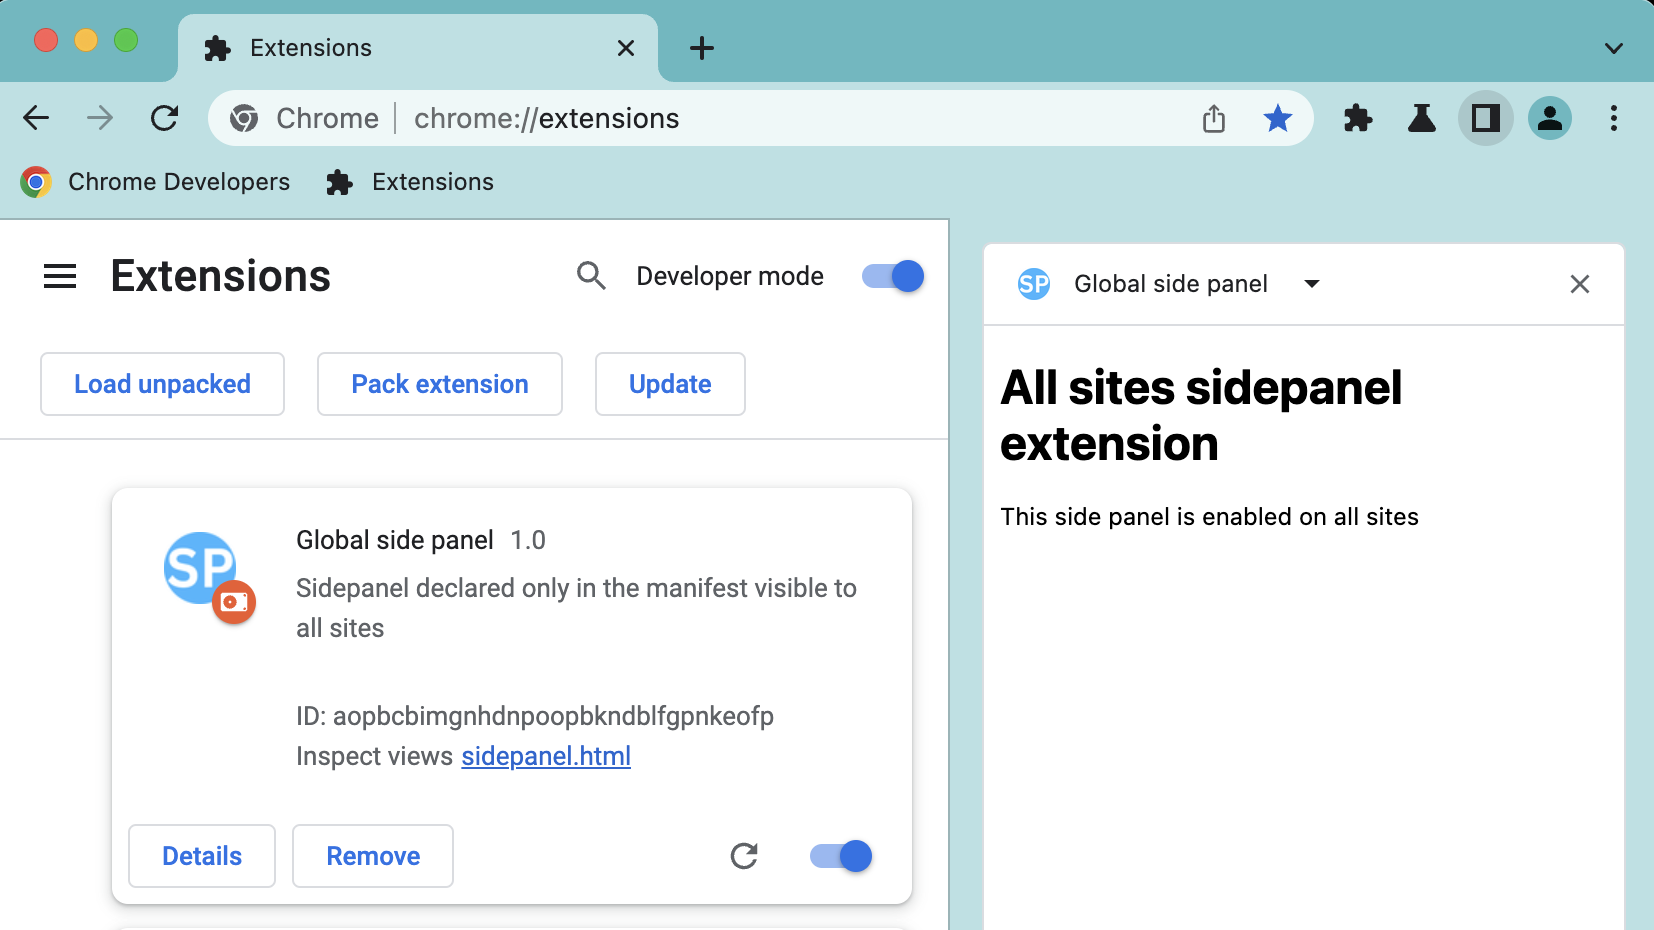 Extensions
Chrome
chrome://extensions
Chrome Developers
Extensions
Extensions
Developer mode
Load unpacked
Pack extension
Update
SP
Global side panel 1.0
Sidepanel declared only in the manifest visible to
all sites
ID: aopbcbimgnhdnpoopbkndblfgpnkeofp
Inspect views sidepanel.html
Details
Remove
SP
Global side panel
All sites sidepanel
extension
This side panel is enabled on all sites